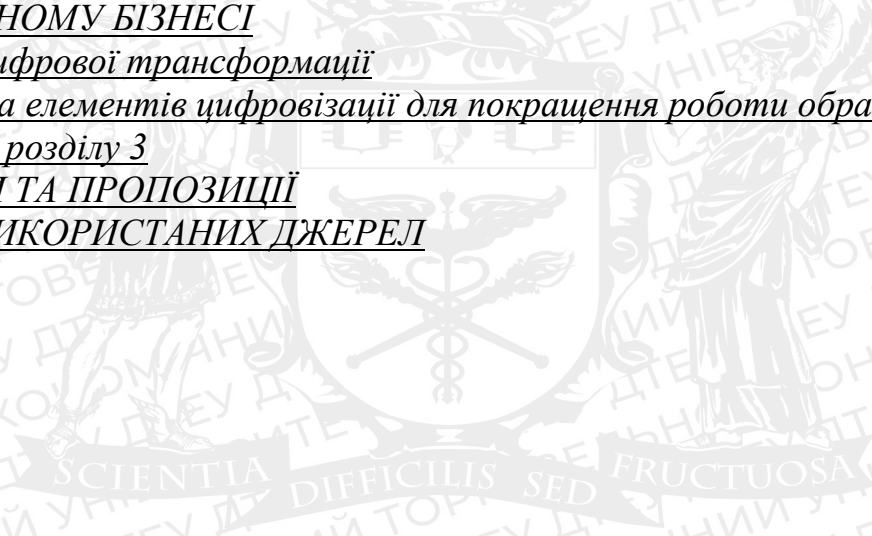 НОМУ БІЗНЕСІ
ифрової трансформації
а елементів цифровізації для покращення роботи обра
розділу 3
І ТА ПРОПОЗИЦІЇ
ИКОРИСТАНИХ ДЖЕРЕЛ
SCIENTIA DIFFICILIS SED FRUCTUOSA